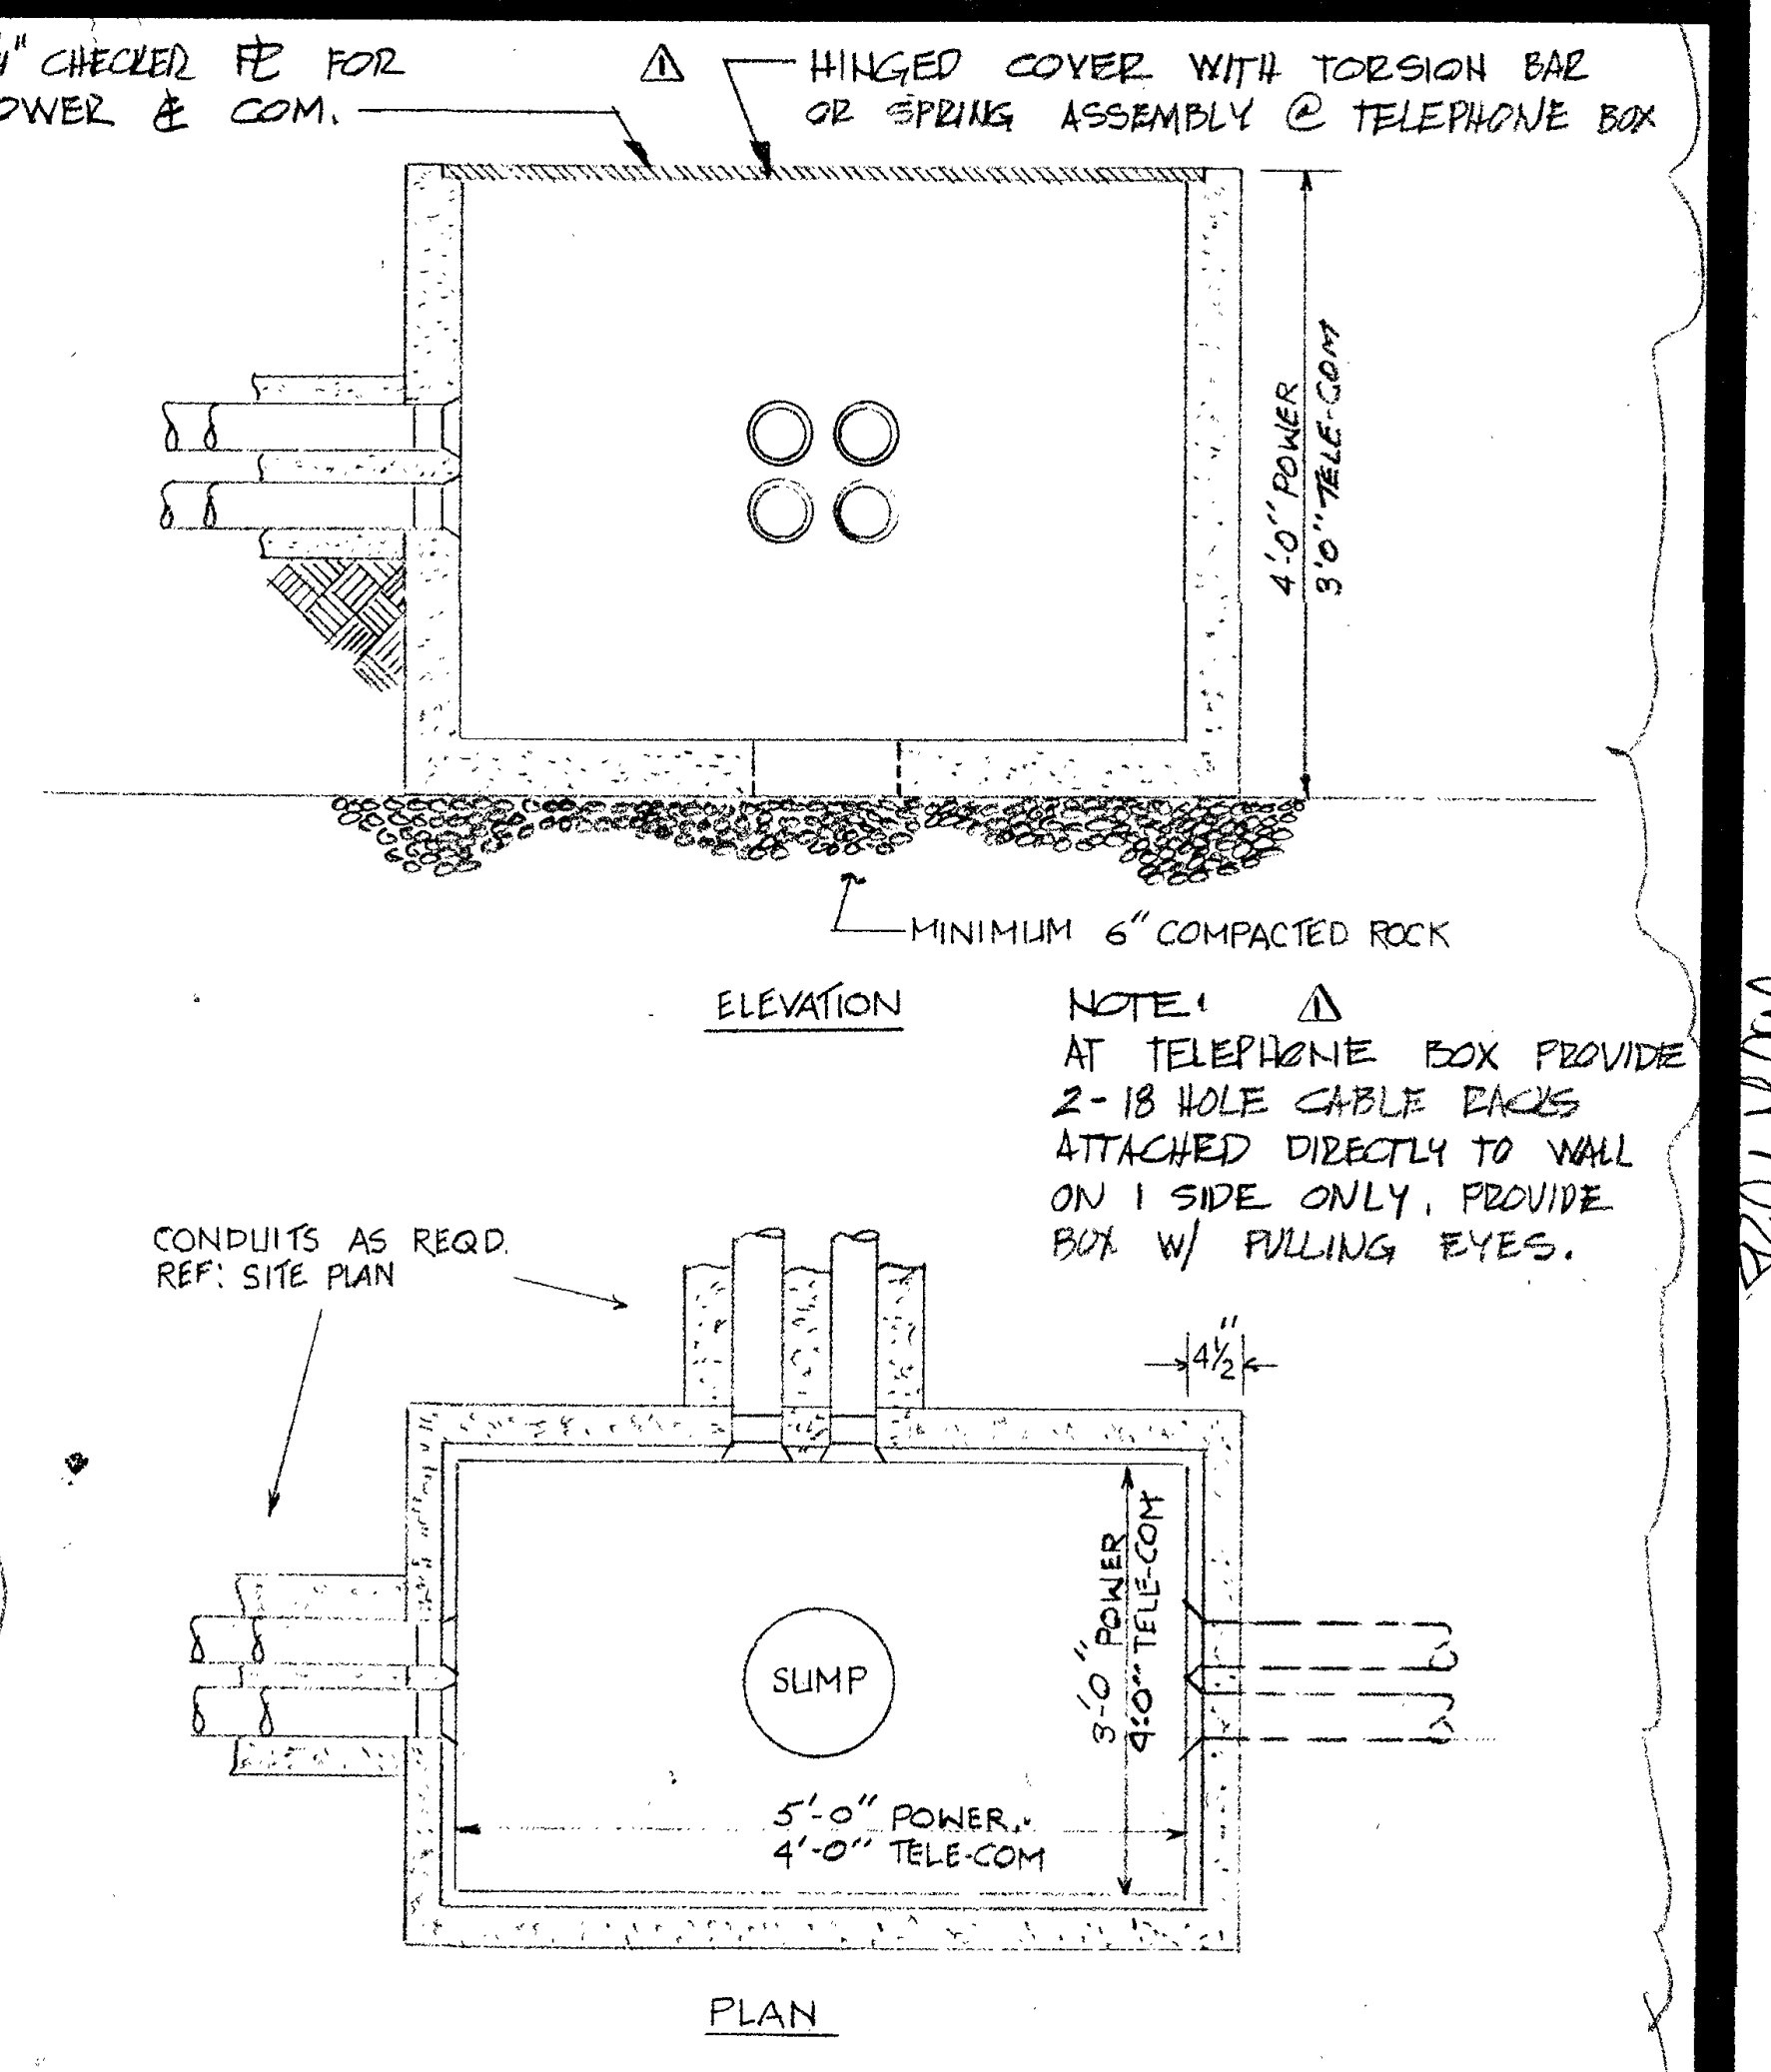 4" CHECKER PL FOR
POWER & COM.
1
HINGED COVER WITH TORSION BAR
OR SPRING ASSEMBLY @ TELEPHONE BOX
4'-0" POWER
3'0" TELE-COM
MINIMUM 6" COMPACTED ROCK
ELEVATION
NOTE: 1
AT TELEPHONE BOX PROVIDE
2-18 HOLE CABLE RACKS
ATTACHED DIRECTLY TO WALL
ON 1 SIDE ONLY. PROVIDE
BOX W/ PULLING EYES.
CONDUITS AS REQD.
REF: SITE PLAN
4½"
SUMP
3'-0" POWER
4'-0" TELE-COM
5'-0" POWER
4'-0" TELE-COM
PLAN